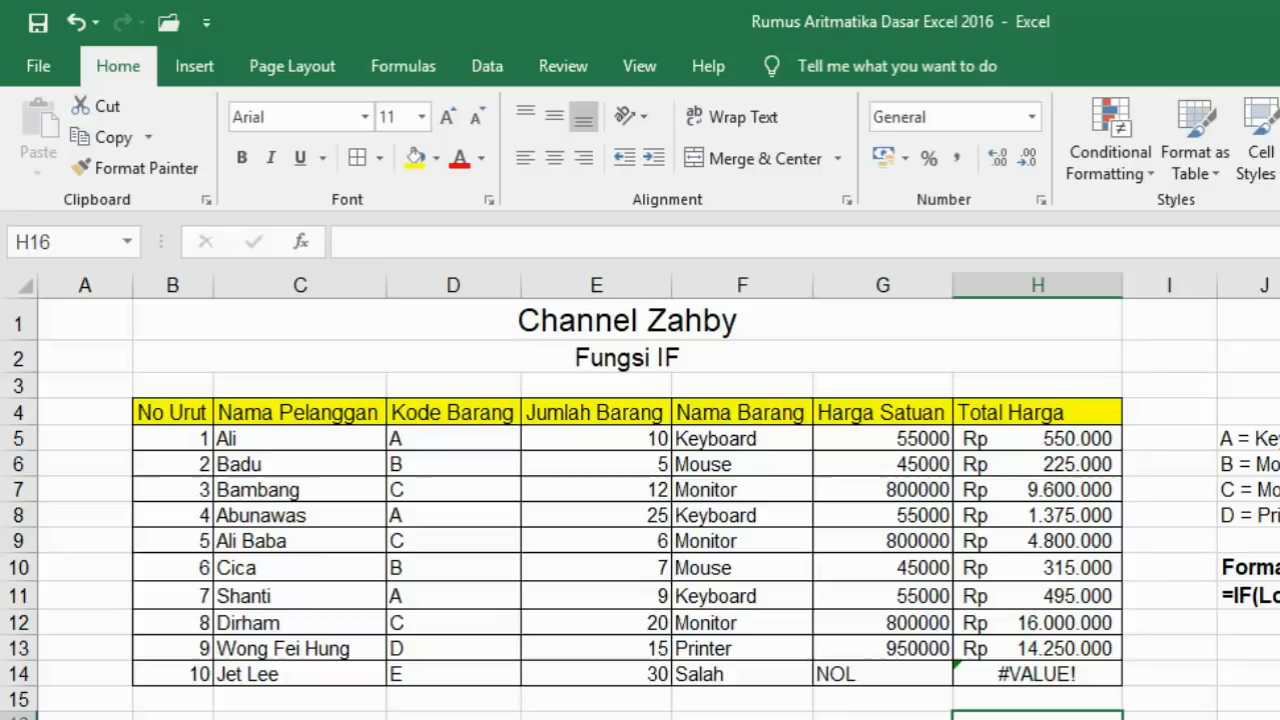 Rumus Aritmatika Dasar Excel 2016 - Excel
File Home Insert Page Layout Formulas Data Review View Help Tell me what you want to do
Cut
Copy
Format Painter
Paste
Arial 11
B I U A
Wrap Text
Merge & Center
General
% ,
Conditional Formatting
Format as Table
Cell Styles
Clipboard Font Alignment Number Styles
H16 fx
A B C D E F G H I J
1 Channel Zahby
2 Fungsi IF
3
4 No Urut Nama Pelanggan Kode Barang Jumlah Barang Nama Barang Harga Satuan Total Harga
5 1 Ali A 10 Keyboard 55000 Rp 550.000 A = Ke
6 2 Badu B 5 Mouse 45000 Rp 225.000 B = Mo
7 3 Bambang C 12 Monitor 800000 Rp 9.600.000 C = Mo
8 4 Abunawas A 25 Keyboard 55000 Rp 1.375.000 D = Pri
9 5 Ali Baba C 6 Monitor 800000 Rp 4.800.000
10 6 Cica B 7 Mouse 45000 Rp 315.000 Forma
11 7 Shanti A 9 Keyboard 55000 Rp 495.000 =IF(Lo
12 8 Dirham C 20 Monitor 800000 Rp 16.000.000
13 9 Wong Fei Hung D 15 Printer 950000 Rp 14.250.000
14 10 Jet Lee E 30 Salah NOL #VALUE!
15